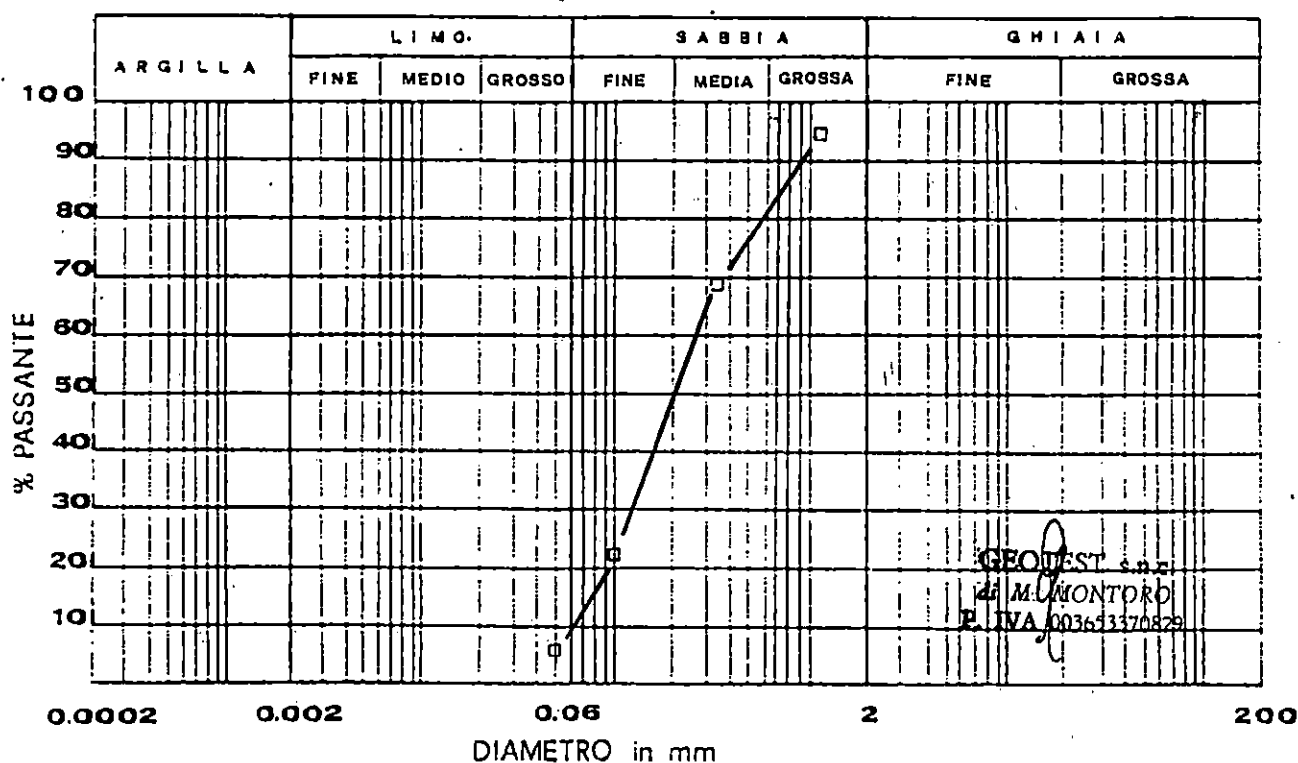 LIMO. SABBIA GHIAIA
ARGILLA FINE MEDIO GROSSO FINE MEDIA GROSSA FINE GROSSA
100
90
80
70
60
50
40
30
20
10
% PASSANTE
GEOTEST s.n.c.
di M. MONTORO
P. IVA 003653370829
0.0002 0.002 0.06 2 200
DIAMETRO in mm